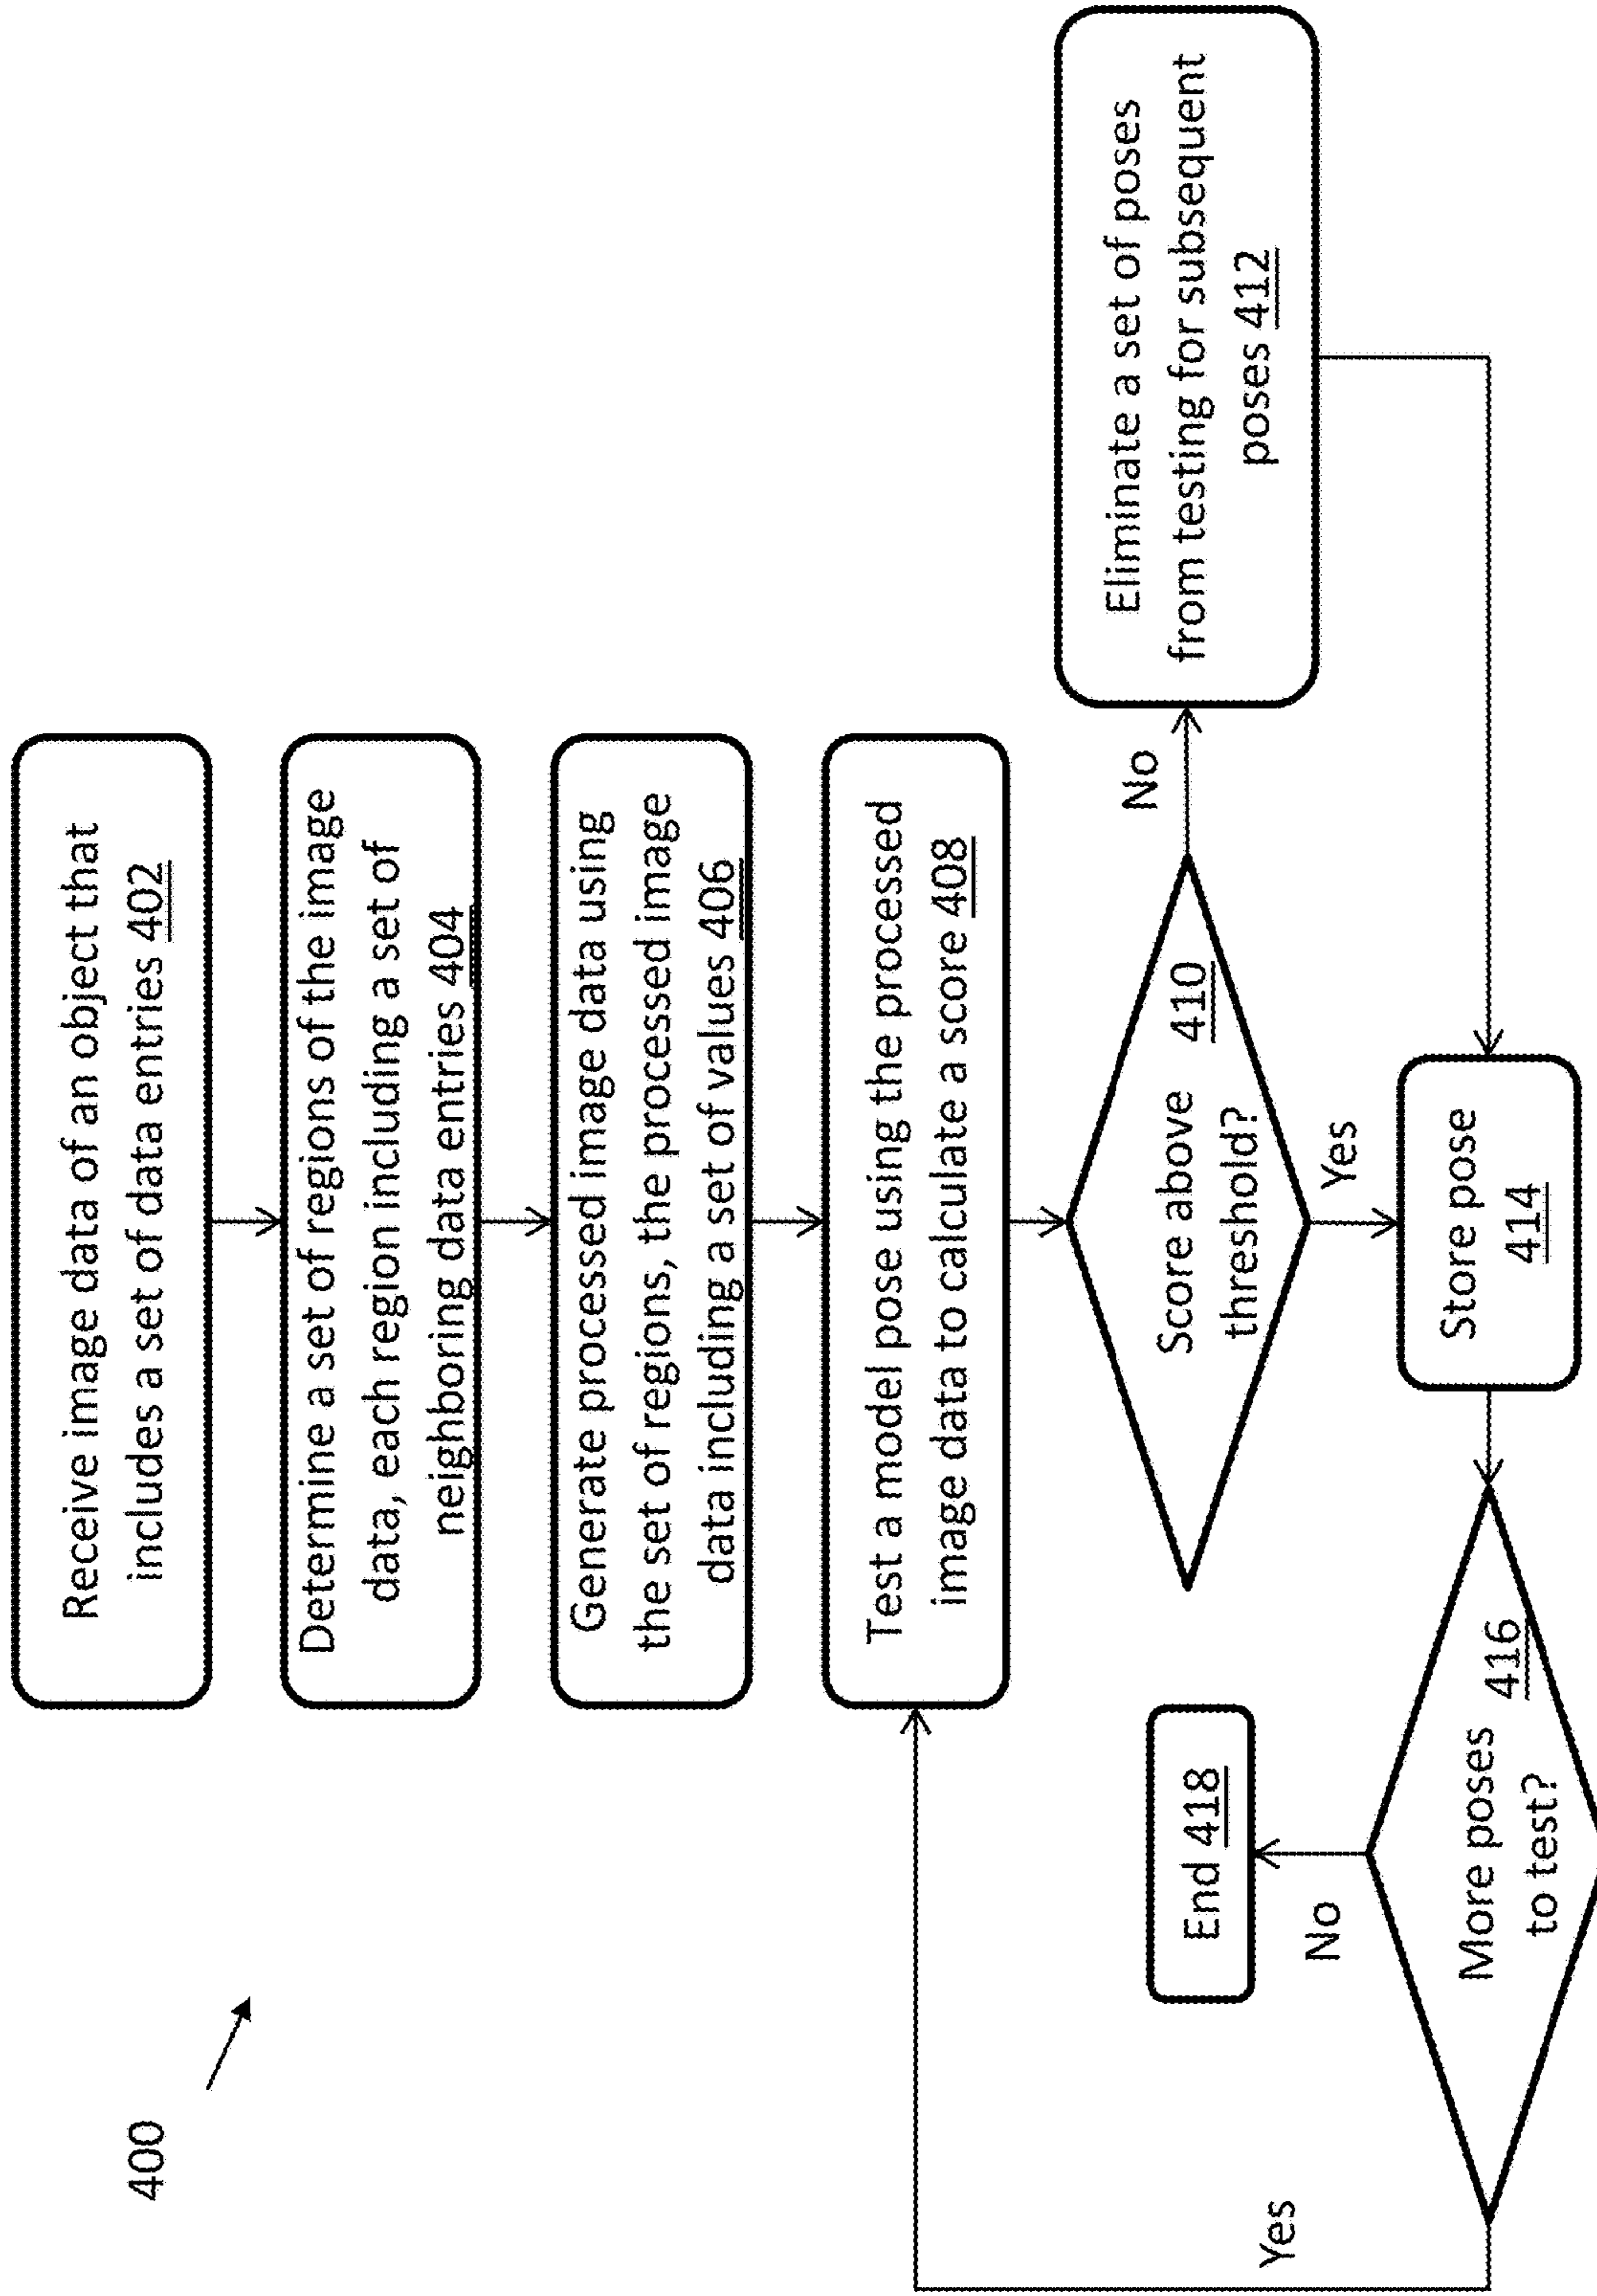 400
Receive image data of an object that
includes a set of data entries 402
Determine a set of regions of the image
data, each region including a set of
neighboring data entries 404
Generate processed image data using
the set of regions, the processed image
data including a set of values 406
Test a model pose using the processed
image data to calculate a score 408
Score above
threshold?
410
No
Eliminate a set of poses
from testing for subsequent
poses 412
Yes
Store pose
414
More poses
to test?
416
No
End 418
Yes